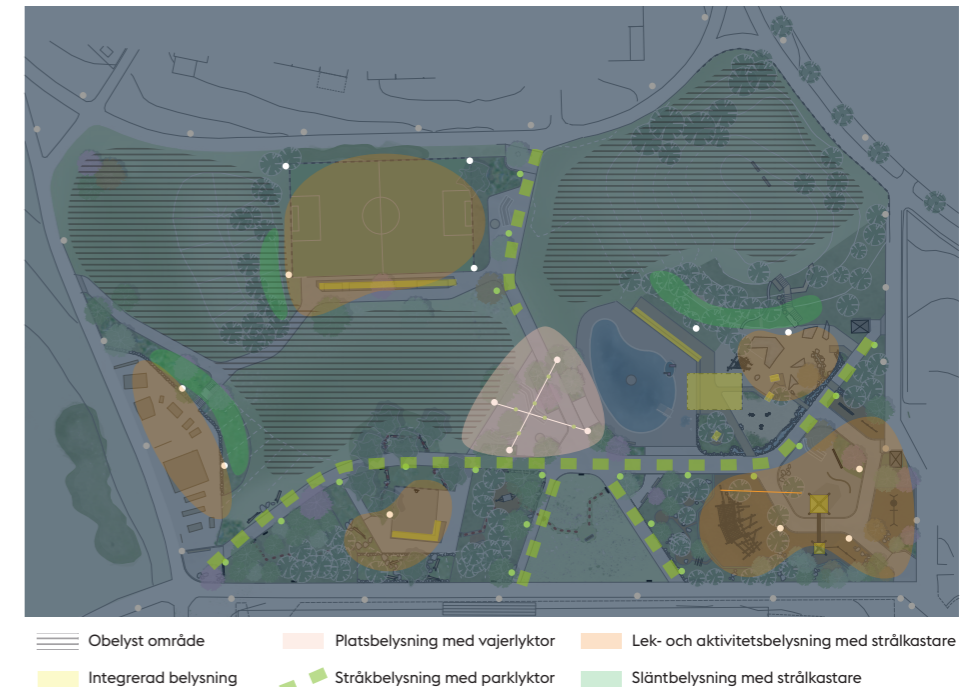 Obelyst område
Platsbelysning med vajerlyktor
Lek- och aktivitetsbelysning med strålkastare
Integrerad belysning
Stråkbelysning med parklyktor
Släntbelysning med strålkastare